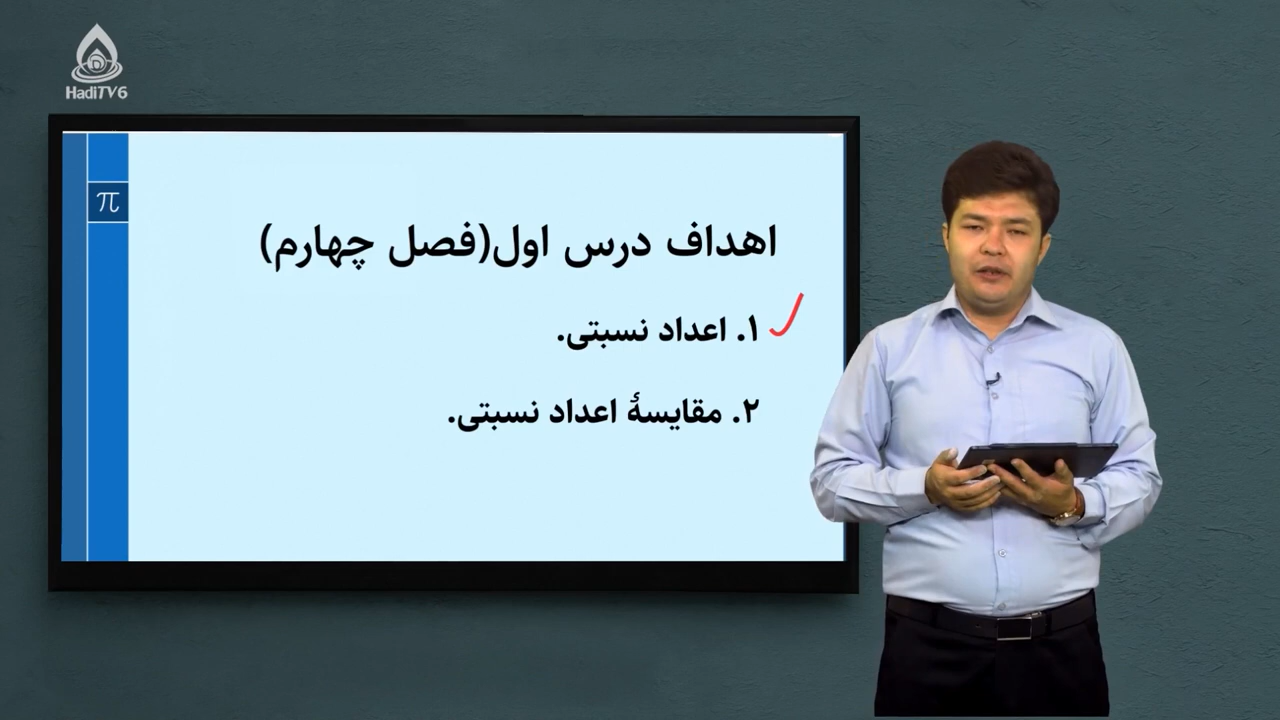 HadiTV6
π
اهداف درس اول(فصل چهارم)
۱. اعداد نسبتی.
۲. مقایسهٔ اعداد نسبتی.